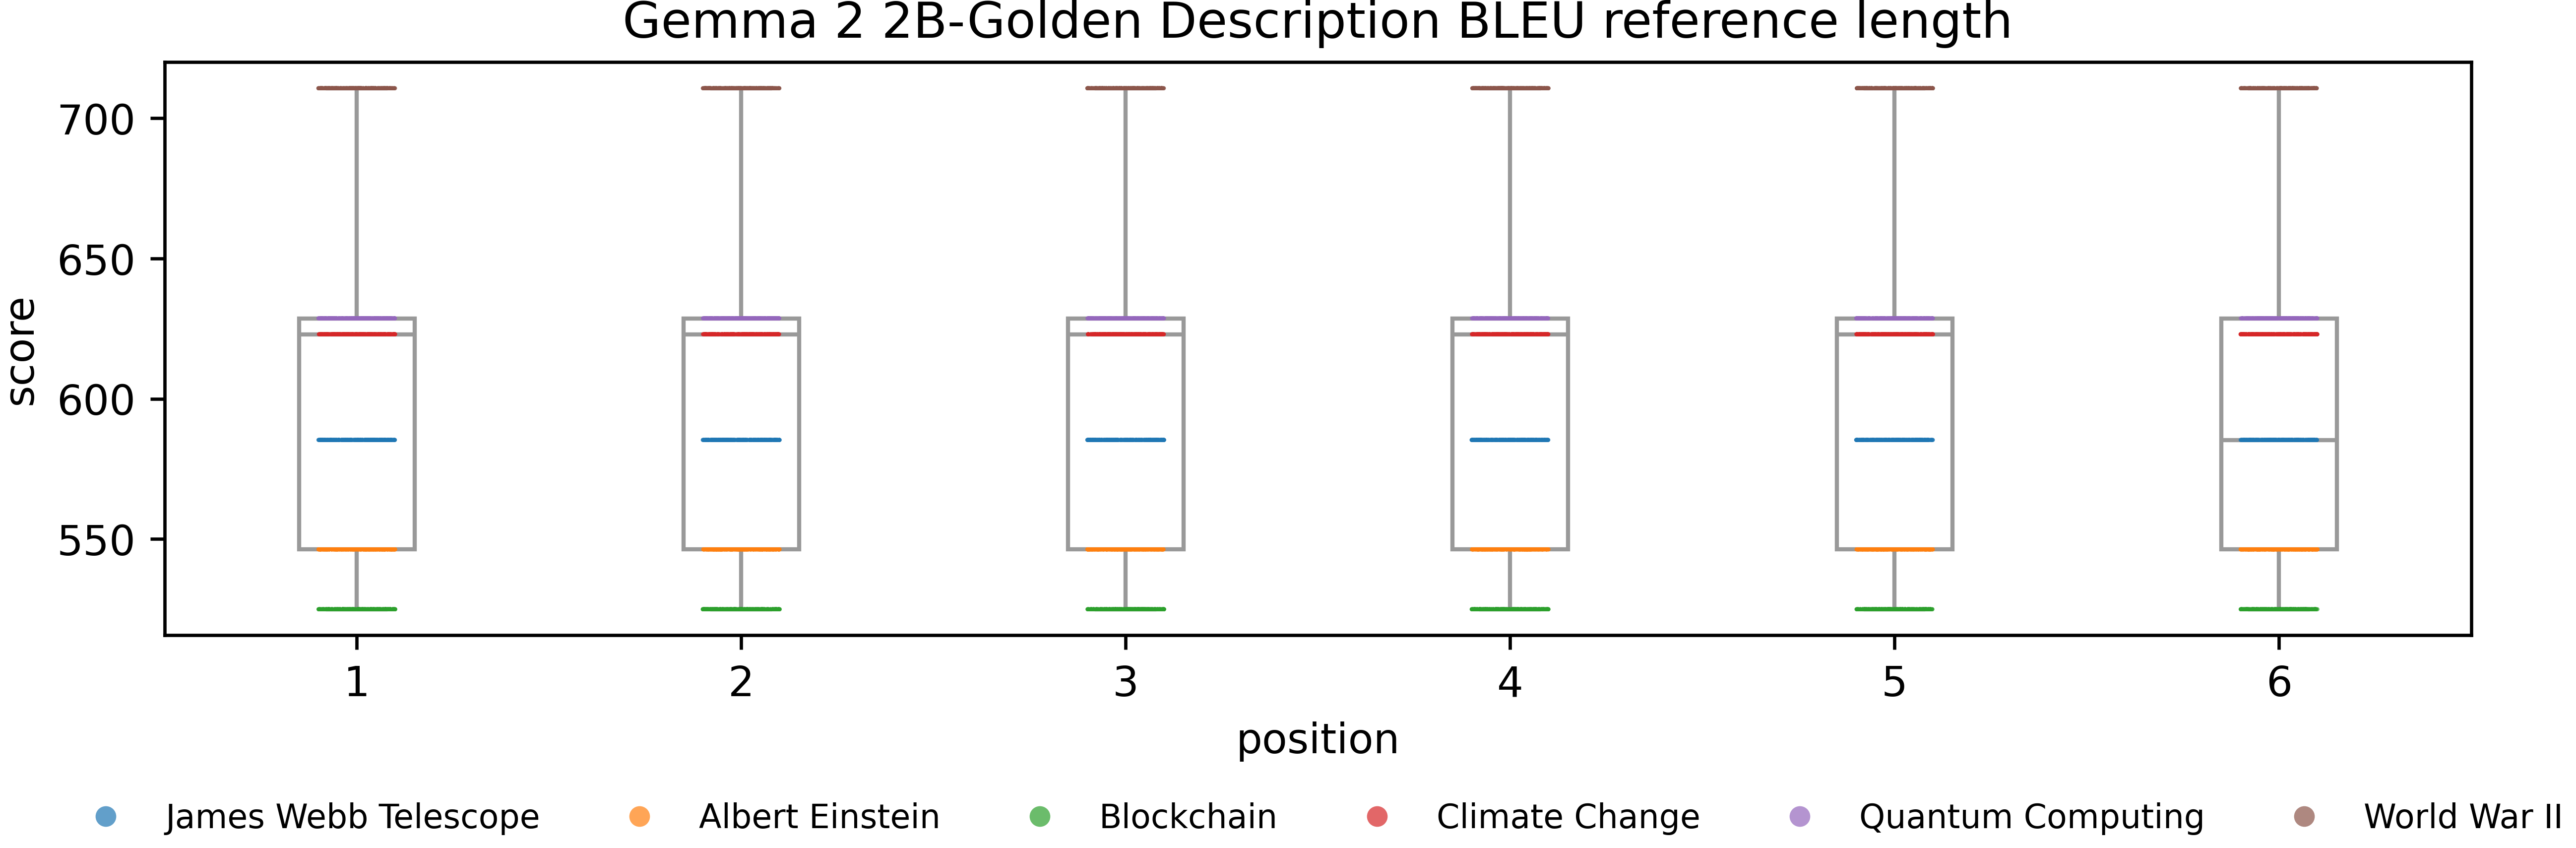 Gemma 2 2B-Golden Description BLEU reference length
score
700
650
600
550
1 2 3 4 5 6
position
James Webb Telescope Albert Einstein Blockchain Climate Change Quantum Computing World War II